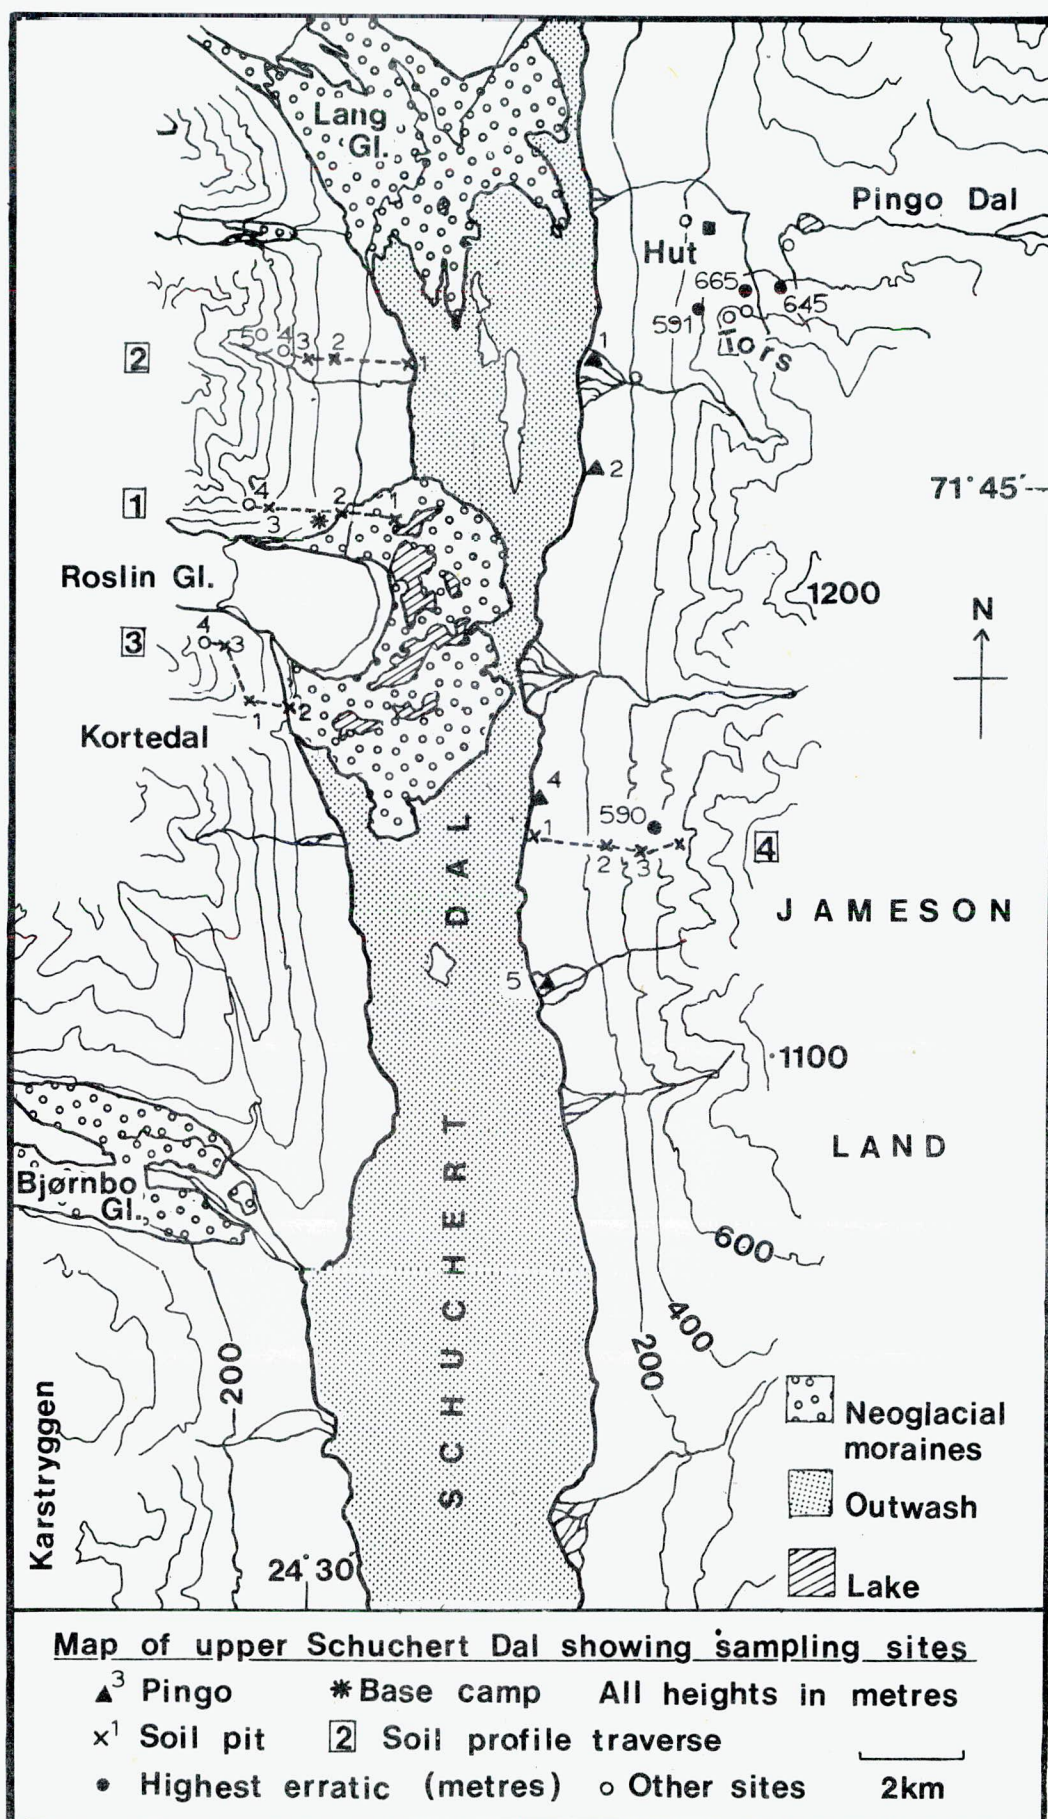 Lang
Gl.
Pingo Dal
Hut
665
645
591
Tors
1
5 4 3 2 1
2
2
71°45′
1
4 3 2 1
Roslin Gl.
1200
N
3
4 3 1 2
Kortedal
4
590
1 2 3
4
JAMESON
5
1100
LAND
SCHUCHERT DAL
Bjørnbo
Gl.
600
400
200
200
Karstryggen
24°30′
Neoglacial
moraines
Outwash
Lake
Map of upper Schuchert Dal showing sampling sites
3 Pingo Base camp All heights in metres
×1 Soil pit 2 Soil profile traverse
Highest erratic (metres) Other sites 2km